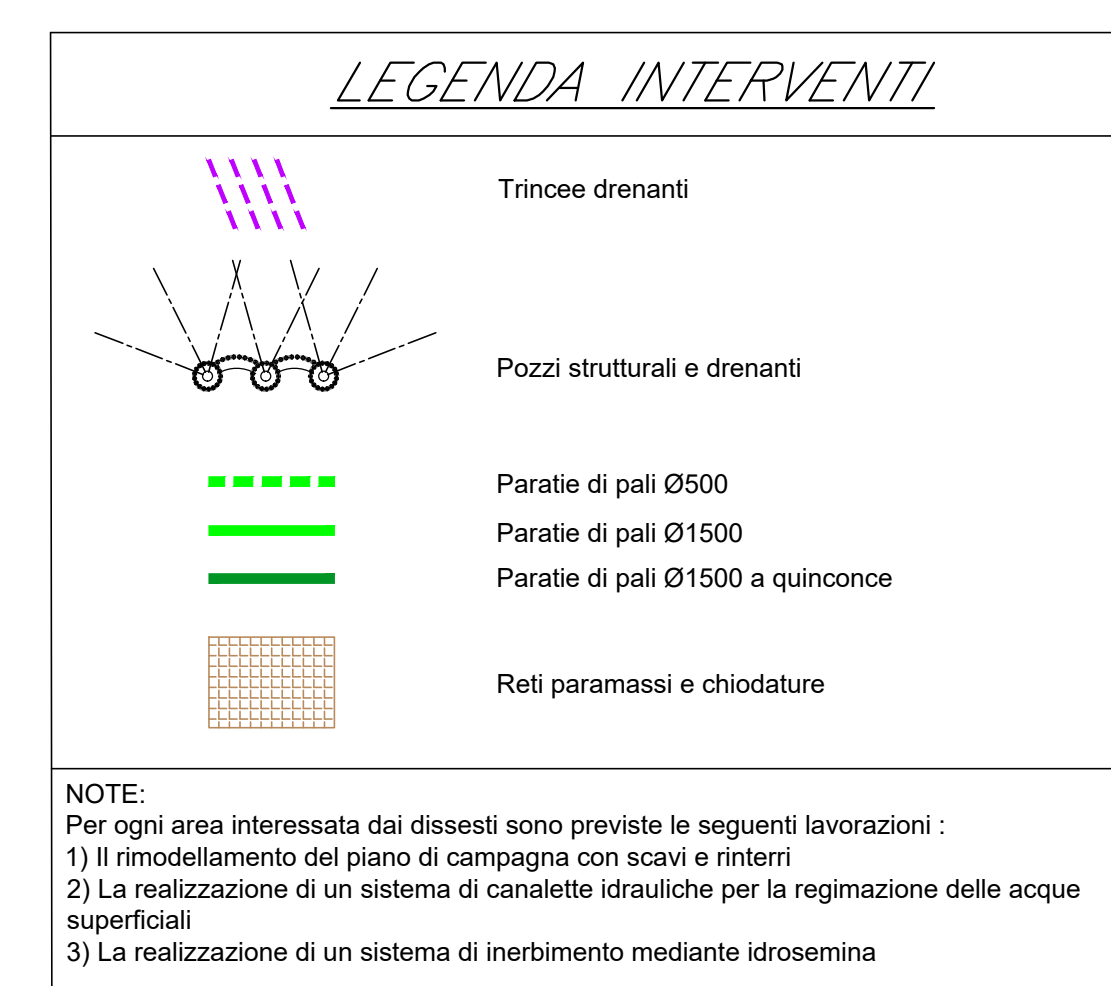 LEGENDA INTERVENTI
Trincee drenanti
Pozzi strutturali e drenanti
Paratie di pali Ø500
Paratie di pali Ø1500
Paratie di pali Ø1500 a quinconce
Reti paramassi e chiodature
NOTE:
Per ogni area interessata dai dissesti sono previste le seguenti lavorazioni :
1) Il rimodellamento del piano di campagna con scavi e rinterri
2) La realizzazione di un sistema di canalette idrauliche per la regimazione delle acque
superficiali
3) La realizzazione di un sistema di inerbimento mediante idrosemina